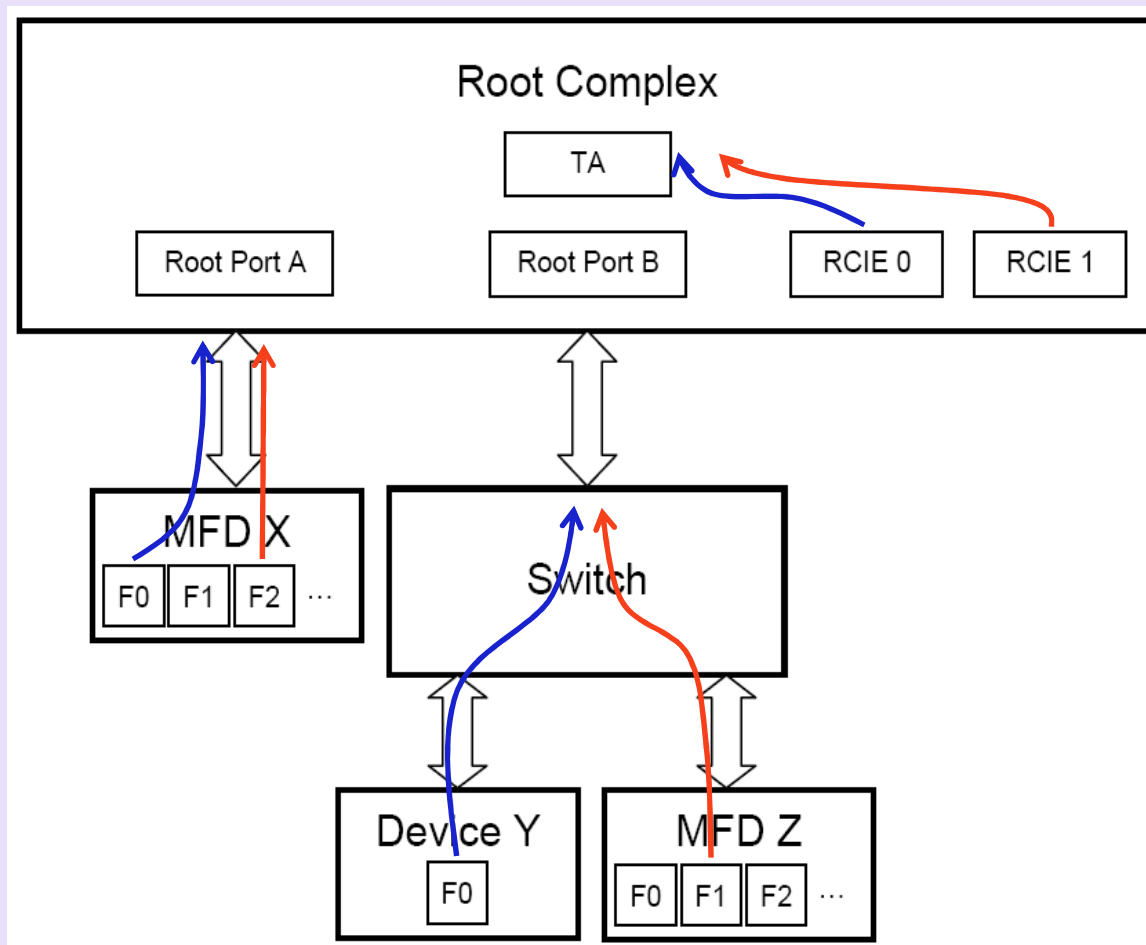 Root Complex
TA
Root Port A
Root Port B
RCIE 0
RCIE 1
MFD X
F0
F1
F2
...
Switch
Device Y
F0
MFD Z
F0
F1
F2
...